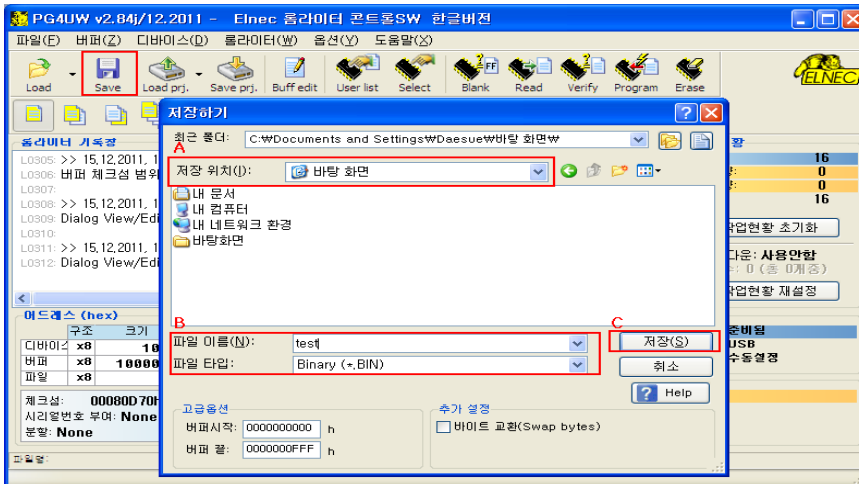 PG4UW v2.84j/12.2011 - Elnec 롬라이터 콘트롤SW 한글버전
파일(F) 버퍼(Z) 디바이스(D) 롬라이터(W) 옵션(V) 도움말(X)
Load Save Load prj. Save prj. Buff edit User list Select Blank Read Verify Program Erase
ELNEC
저장하기
최근 폴더: C:₩Documents and Settings₩Daesue₩바탕 화면₩
A
저장 위치(I): 바탕 화면
내 문서
내 컴퓨터
내 네트워크 환경
바탕화면
B
파일 이름(N): test
파일 타입: Binary (*.BIN)
C
저장(S)
취소
Help
고급옵션
버퍼시작: 0000000000 h
버퍼 끝: 0000000FFF h
추가 설정
바이트 교환(Swap bytes)
롬라이터 기록창
L0305: >> 15,12,2011, 1
L0306: 버퍼 체크섬 범위
L0307:
L0308: >> 15,12,2011, 1
L0309: Dialog View/Edi
L0310:
L0311: >> 15,12,2011, 1
L0312: Dialog View/Edi
어드레스 (hex)
구조 크기
디바이스 x8 10
버퍼 x8 10000
파일 x8
체크섬: 00080D70H
시리얼번호 부여: None
분할: None
파일명:
황
16
0
0
16
작업현황 초기화
다운: 사용안함
수: 0 (총 0개중)
작업현황 재설정
준비됨
USB
수동설정